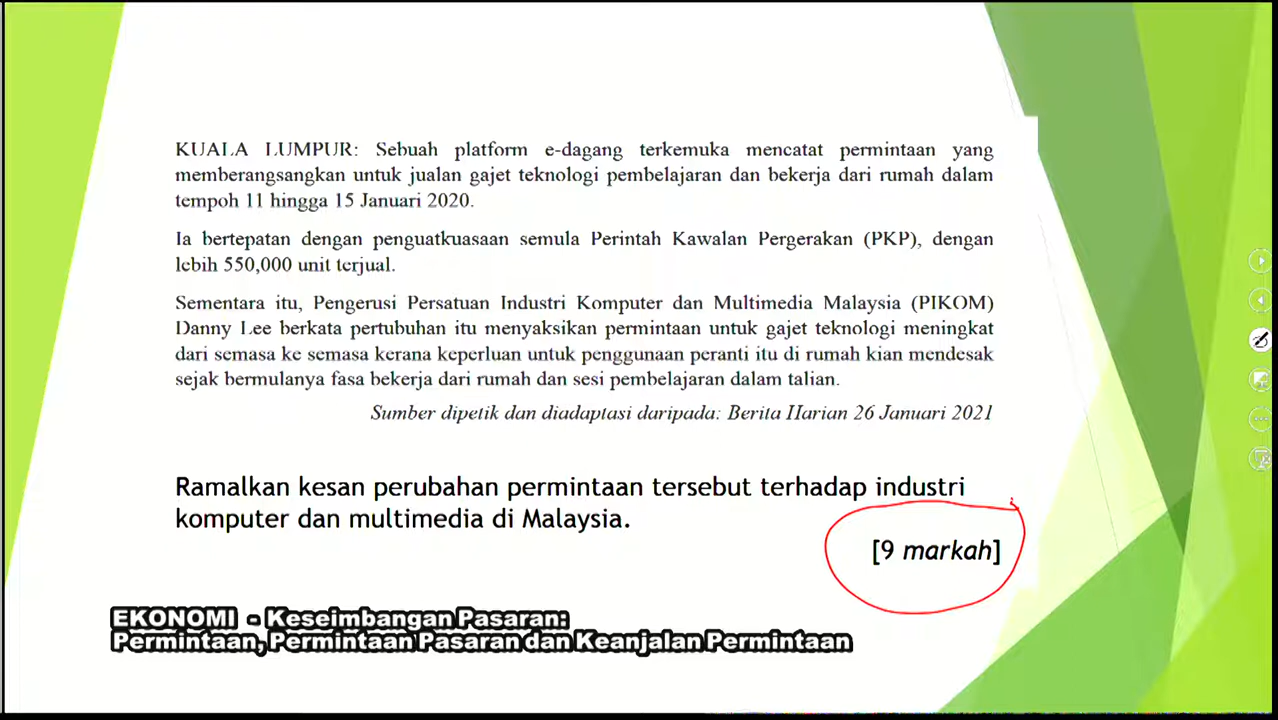 KUALA LUMPUR: Sebuah platform e-dagang terkemuka mencatat permintaan yang
memberangsangkan untuk jualan gajet teknologi pembelajaran dan bekerja dari rumah dalam
tempoh 11 hingga 15 Januari 2020.
Ia bertepatan dengan penguatkuasaan semula Perintah Kawalan Pergerakan (PKP), dengan
lebih 550,000 unit terjual.
Sementara itu, Pengerusi Persatuan Industri Komputer dan Multimedia Malaysia (PIKOM)
Danny Lee berkata pertubuhan itu menyaksikan permintaan untuk gajet teknologi meningkat
dari semasa ke semasa kerana keperluan untuk penggunaan peranti itu di rumah kian mendesak
sejak bermulanya fasa bekerja dari rumah dan sesi pembelajaran dalam talian.
Sumber dipetik dan diadaptasi daripada: Berita Harian 26 Januari 2021
Ramalkan kesan perubahan permintaan tersebut terhadap industri
komputer dan multimedia di Malaysia.
[9 markah]
EKONOMI - Keseimbangan Pasaran:
Permintaan, Permintaan Pasaran dan Keanjalan Permintaan